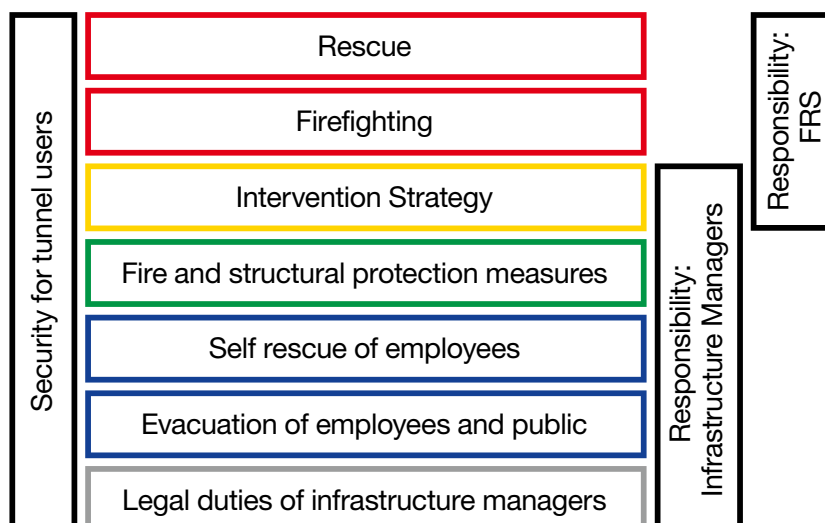 Security for tunnel users
Rescue
Firefighting
Intervention Strategy
Fire and structural protection measures
Self rescue of employees
Evacuation of employees and public
Legal duties of infrastructure managers
Responsibility:
Infrastructure Managers
Responsibility:
FRS